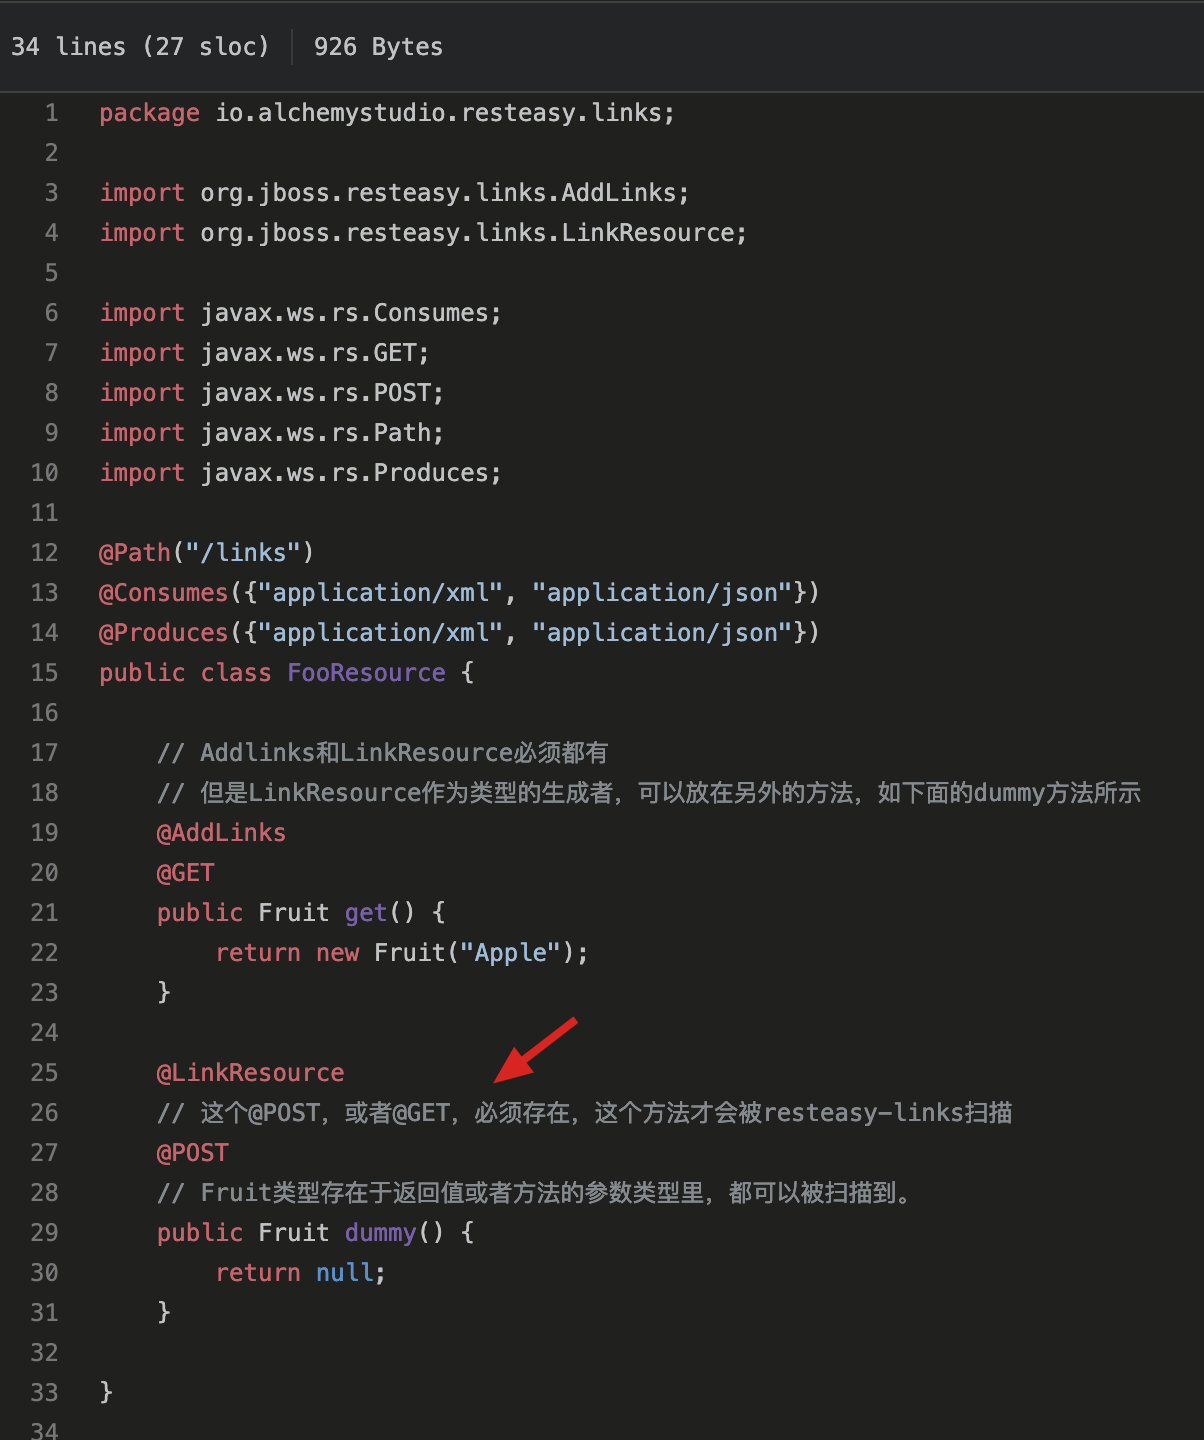 34 lines (27 sloc) 926 Bytes
1 package io.alchemystudio.resteasy.links;
2
3 import org.jboss.resteasy.links.AddLinks;
4 import org.jboss.resteasy.links.LinkResource;
5
6 import javax.ws.rs.Consumes;
7 import javax.ws.rs.GET;
8 import javax.ws.rs.POST;
9 import javax.ws.rs.Path;
10 import javax.ws.rs.Produces;
11
12 @Path("/links")
13 @Consumes({"application/xml", "application/json"})
14 @Produces({"application/xml", "application/json"})
15 public class FooResource {
16
17 // Addlinks和LinkResource必须都有
18 // 但是LinkResource作为类型的生成者，可以放在另外的方法，如下面的dummy方法所示
19 @AddLinks
20 @GET
21 public Fruit get() {
22 return new Fruit("Apple");
23 }
24
25 @LinkResource
26 // 这个@POST，或者@GET，必须存在，这个方法才会被resteasy-links扫描
27 @POST
28 // Fruit类型存在于返回值或者方法的参数类型里，都可以被扫描到。
29 public Fruit dummy() {
30 return null;
31 }
32
33 }
34